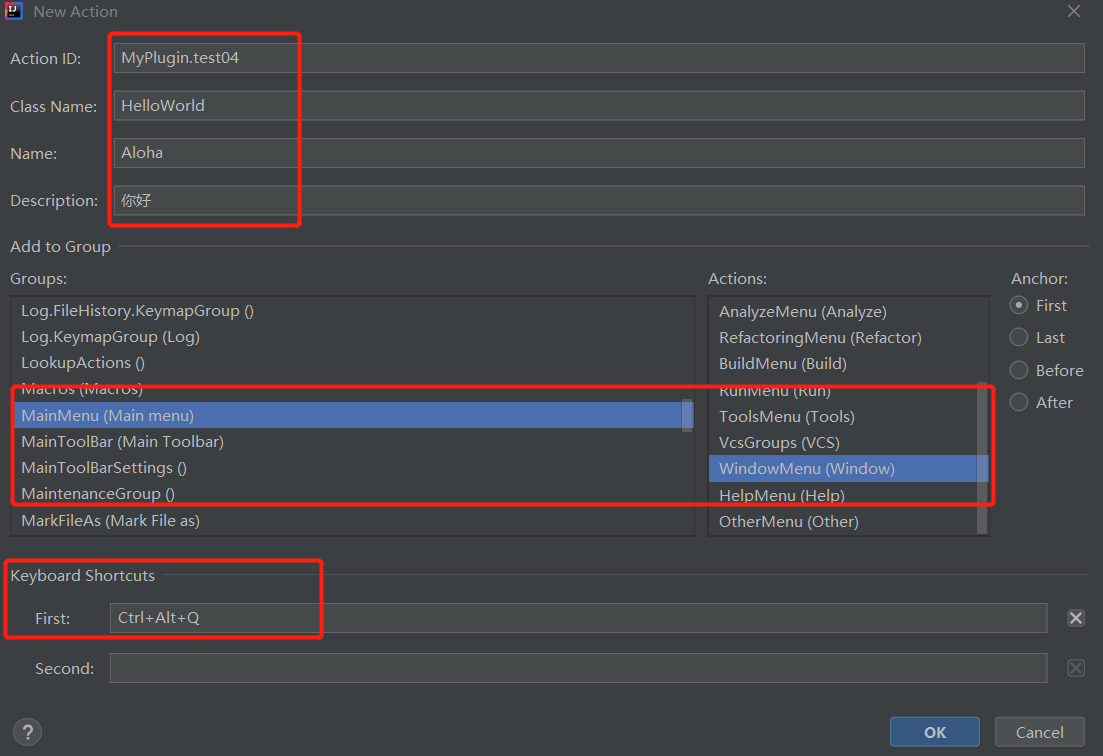 New Action
Action ID: MyPlugin.test04
Class Name: HelloWorld
Name: Aloha
Description: 你好
Add to Group
Groups:
Log.FileHistory.KeymapGroup ()
Log.KeymapGroup (Log)
LookupActions ()
Macros (Macros)
MainMenu (Main menu)
MainToolBar (Main Toolbar)
MainToolBarSettings ()
MaintenanceGroup ()
MarkFileAs (Mark File as)
Actions:
AnalyzeMenu (Analyze)
RefactoringMenu (Refactor)
BuildMenu (Build)
RunMenu (Run)
ToolsMenu (Tools)
VcsGroups (VCS)
WindowMenu (Window)
HelpMenu (Help)
OtherMenu (Other)
Anchor:
First
Last
Before
After
Keyboard Shortcuts
First: Ctrl+Alt+Q
Second:
?
OK
Cancel